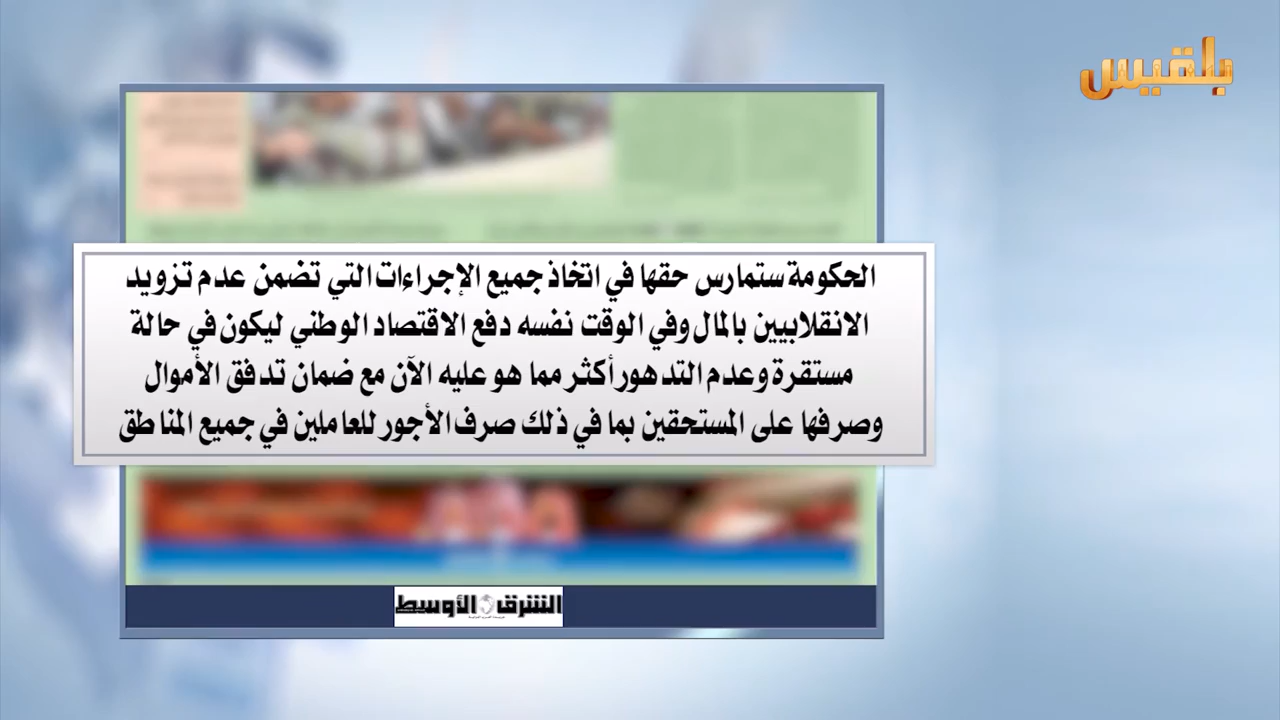 بلقيس
الحكومة ستمارس حقها في اتخاذ جميع الإجراءات التي تضمن عدم تزويد
الانقلابيين بالمال وفي الوقت نفسه دفع الاقتصاد الوطني ليكون في حالة
مستقرة وعدم التدهور أكثر مما هو عليه الآن مع ضمان تدفق الأموال
وصرفها على المستحقين بما في ذلك صرف الأجور للعاملين في جميع المناطق
الشرق الأوسط